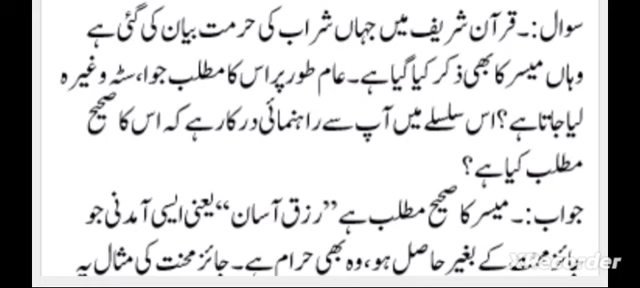 سوال:۔ قرآن شریف میں جہاں شراب کی حرمت بیان کی گئی ہے
وہاں میسر کا بھی ذکر کیا گیا ہے۔ عام طور پر اس کا مطلب جوا، سٹہ وغیرہ
لیا جاتا ہے؟ اس سلسلے میں آپ سے راہنمائی درکار ہے کہ اس کا صحیح
مطلب کیا ہے؟
جواب:۔ میسر کا صحیح مطلب ہے ”رزق آسان“ یعنی ایسی آمدنی جو
جائز محنت کے بغیر حاصل ہو، وہ بھی حرام ہے۔ جائز محنت کی مثال یہ
XRecorder